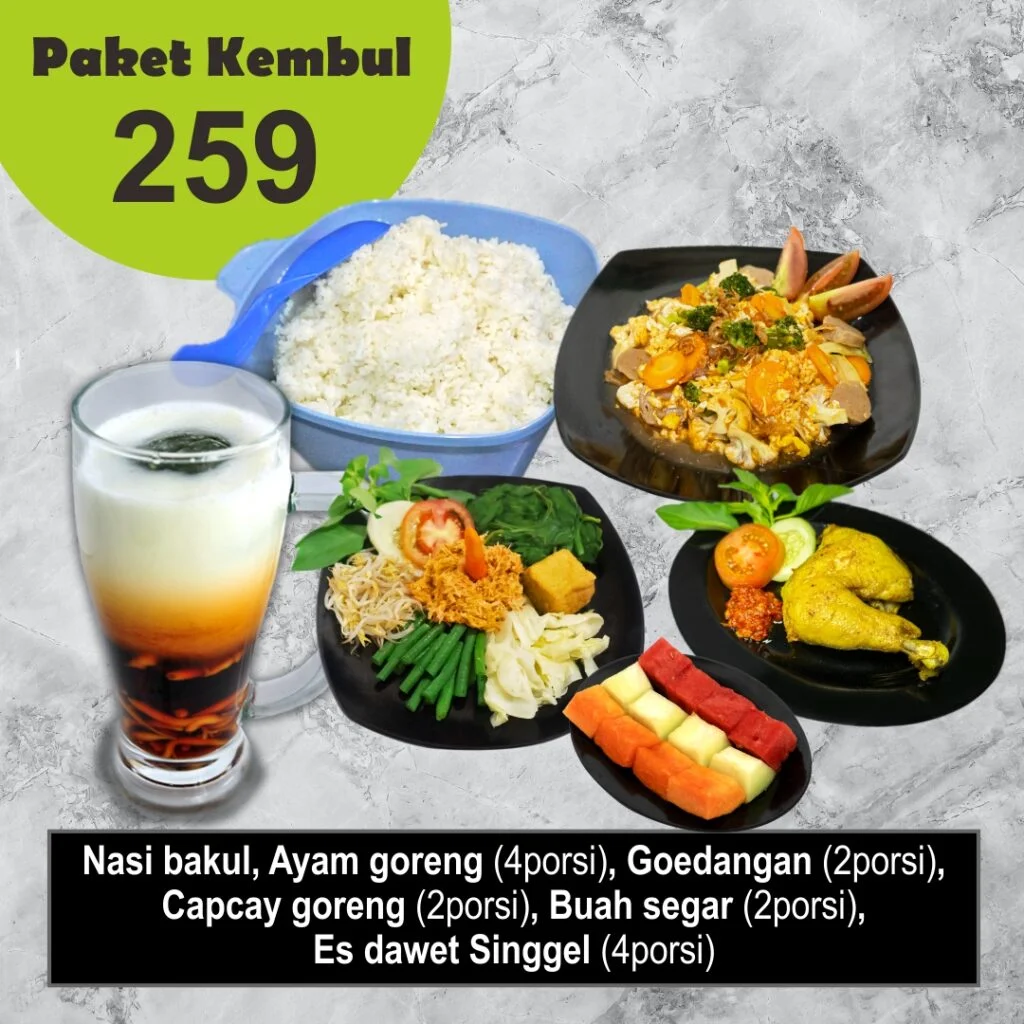 Paket Kembul
259
Nasi bakul, Ayam goreng (4porsi), Goedangan (2porsi),
Capcay goreng (2porsi), Buah segar (2porsi),
Es dawet Singgel (4porsi)